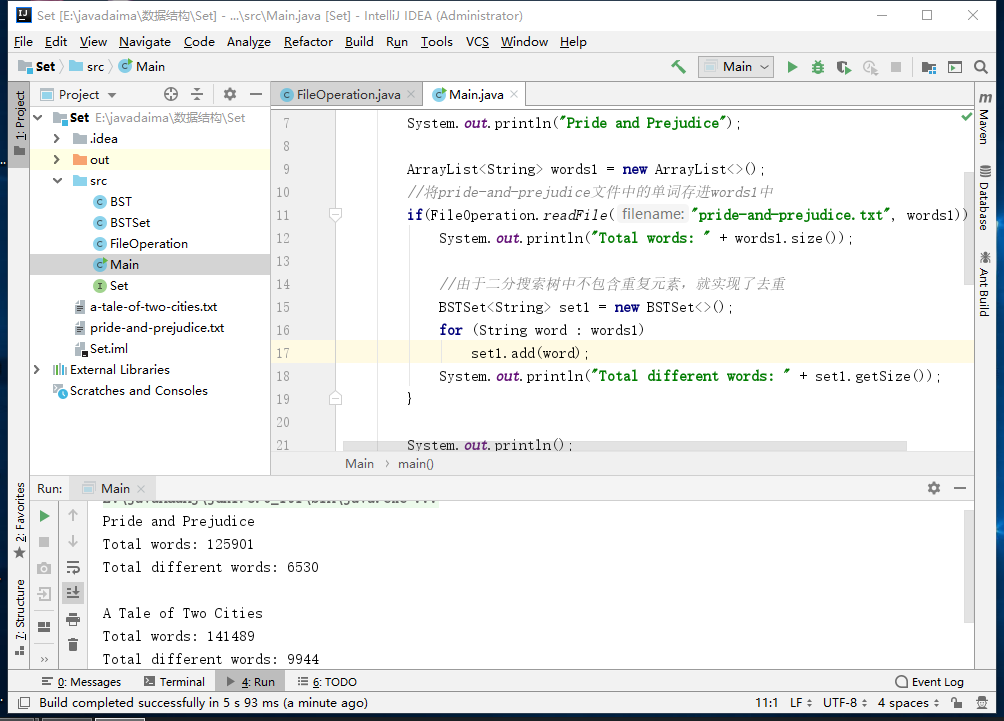 Set [E:\javadaima\数据结构\Set] - ...\src\Main.java [Set] - IntelliJ IDEA (Administrator)
File Edit View Navigate Code Analyze Refactor Build Run Tools VCS Window Help
Set src Main
Main
1: Project
Project
FileOperation.java
Main.java
Set E:\javadaima\数据结构\Set
.idea
out
src
BST
BSTSet
FileOperation
Main
Set
a-tale-of-two-cities.txt
pride-and-prejudice.txt
Set.iml
External Libraries
Scratches and Consoles
7 System.out.println("Pride and Prejudice");
8
9 ArrayList<String> words1 = new ArrayList<>();
10 //将pride-and-prejudice文件中的单词存进words1中
11 if(FileOperation.readFile( filename: "pride-and-prejudice.txt", words1))
12 System.out.println("Total words: " + words1.size());
13
14 //由于二分搜索树中不包含重复元素，就实现了去重
15 BSTSet<String> set1 = new BSTSet<>();
16 for (String word : words1)
17 set1.add(word);
18 System.out.println("Total different words: " + set1.getSize());
19 }
20
21 System.out.println();
Main main()
Maven
Database
Ant Build
Run: Main
Pride and Prejudice
Total words: 125901
Total different words: 6530
A Tale of Two Cities
Total words: 141489
Total different words: 9944
2: Favorites
7: Structure
0: Messages Terminal 4: Run 6: TODO Event Log
Build completed successfully in 5 s 93 ms (a minute ago) 11:1 LF UTF-8 4 spaces